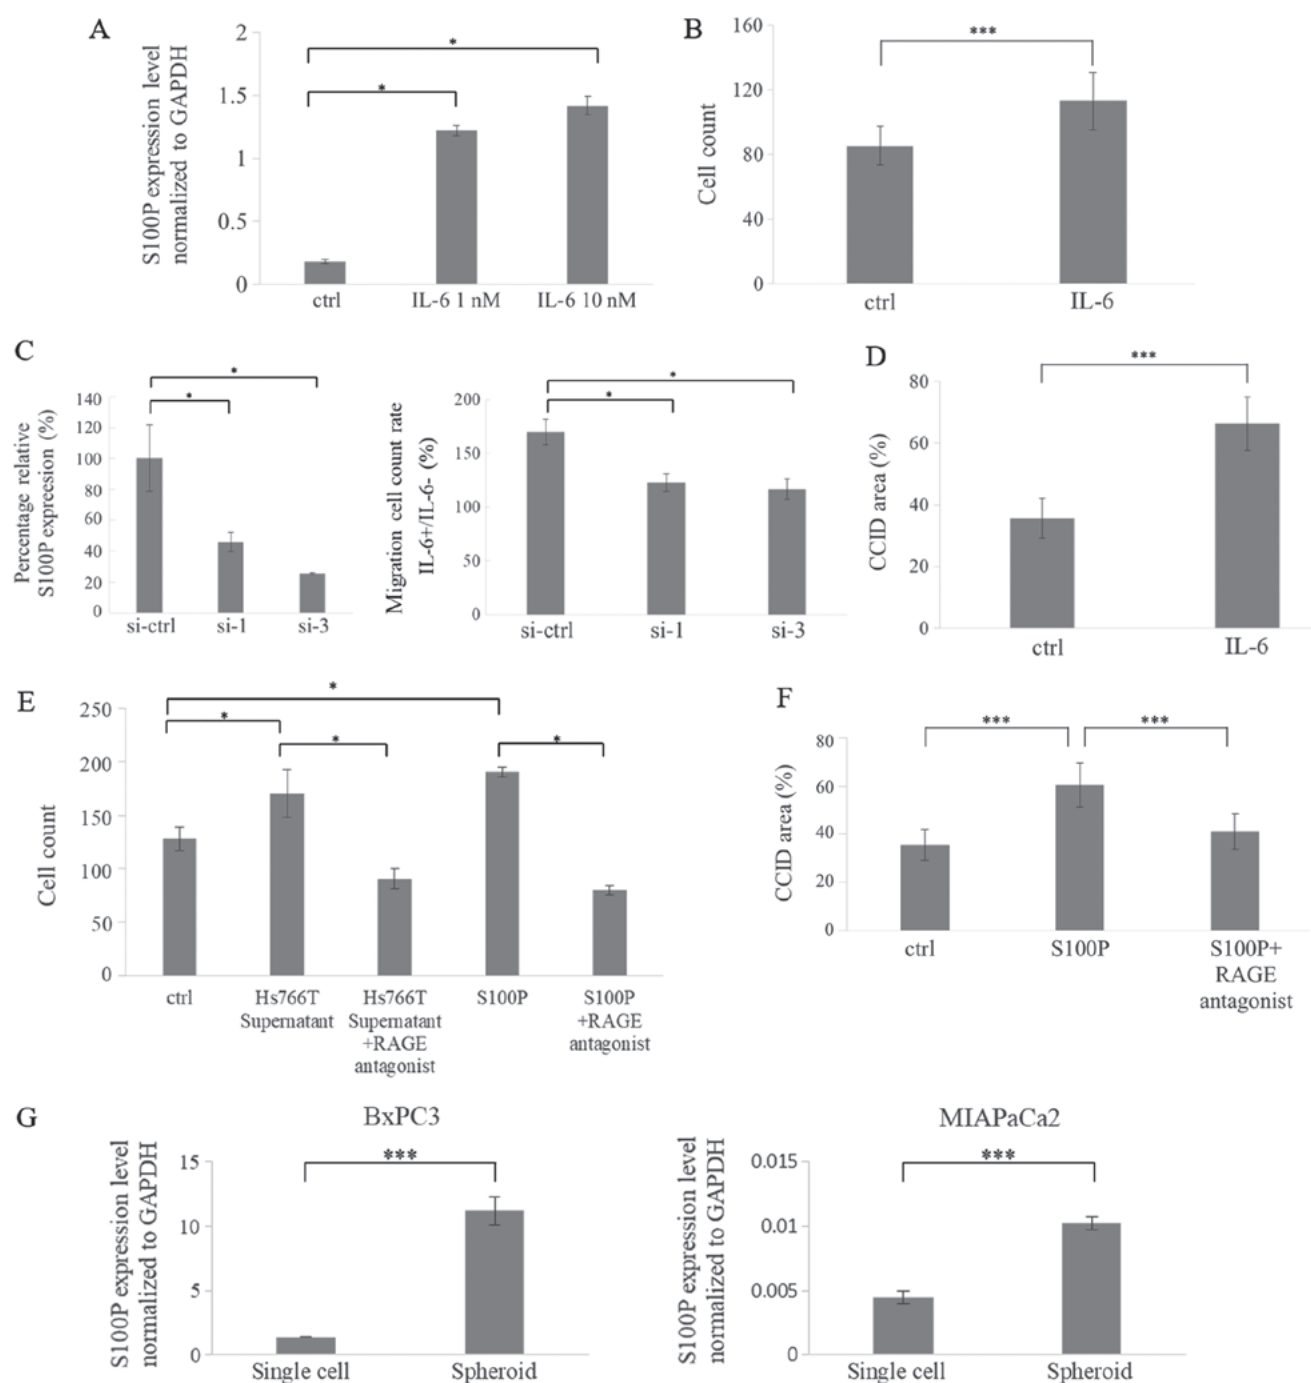 A
S100P expression level
normalized to GAPDH
2
1.5
1
0.5
0
*
*
ctrl
IL-6 1 nM
IL-6 10 nM
B
Cell count
160
120
80
40
0
***
ctrl
IL-6
C
Percentage relative
S100P expreesion (%)
140
120
100
80
60
40
20
0
*
*
si-ctrl
si-1
si-3
Migration cell count rate
IL-6+/IL-6- (%)
200
150
100
50
0
*
*
si-ctrl
si-1
si-3
D
CCID area (%)
80
60
40
20
0
***
ctrl
IL-6
E
Cell count
250
200
150
100
50
0
*
*
*
*
ctrl
Hs766T
Supernatant
Hs766T
Supernatant
+RAGE
antagonist
S100P
S100P
+RAGE
antagonist
F
CCID area (%)
80
60
40
20
0
***
***
ctrl
S100P
S100P+
RAGE
antagonist
G
BxPC3
S100P expression level
normalized to GAPDH
15
10
5
0
***
Single cell
Spheroid
MIAPaCa2
S100P expression level
normalized to GAPDH
0.015
0.01
0.005
0
***
Single cell
Spheroid